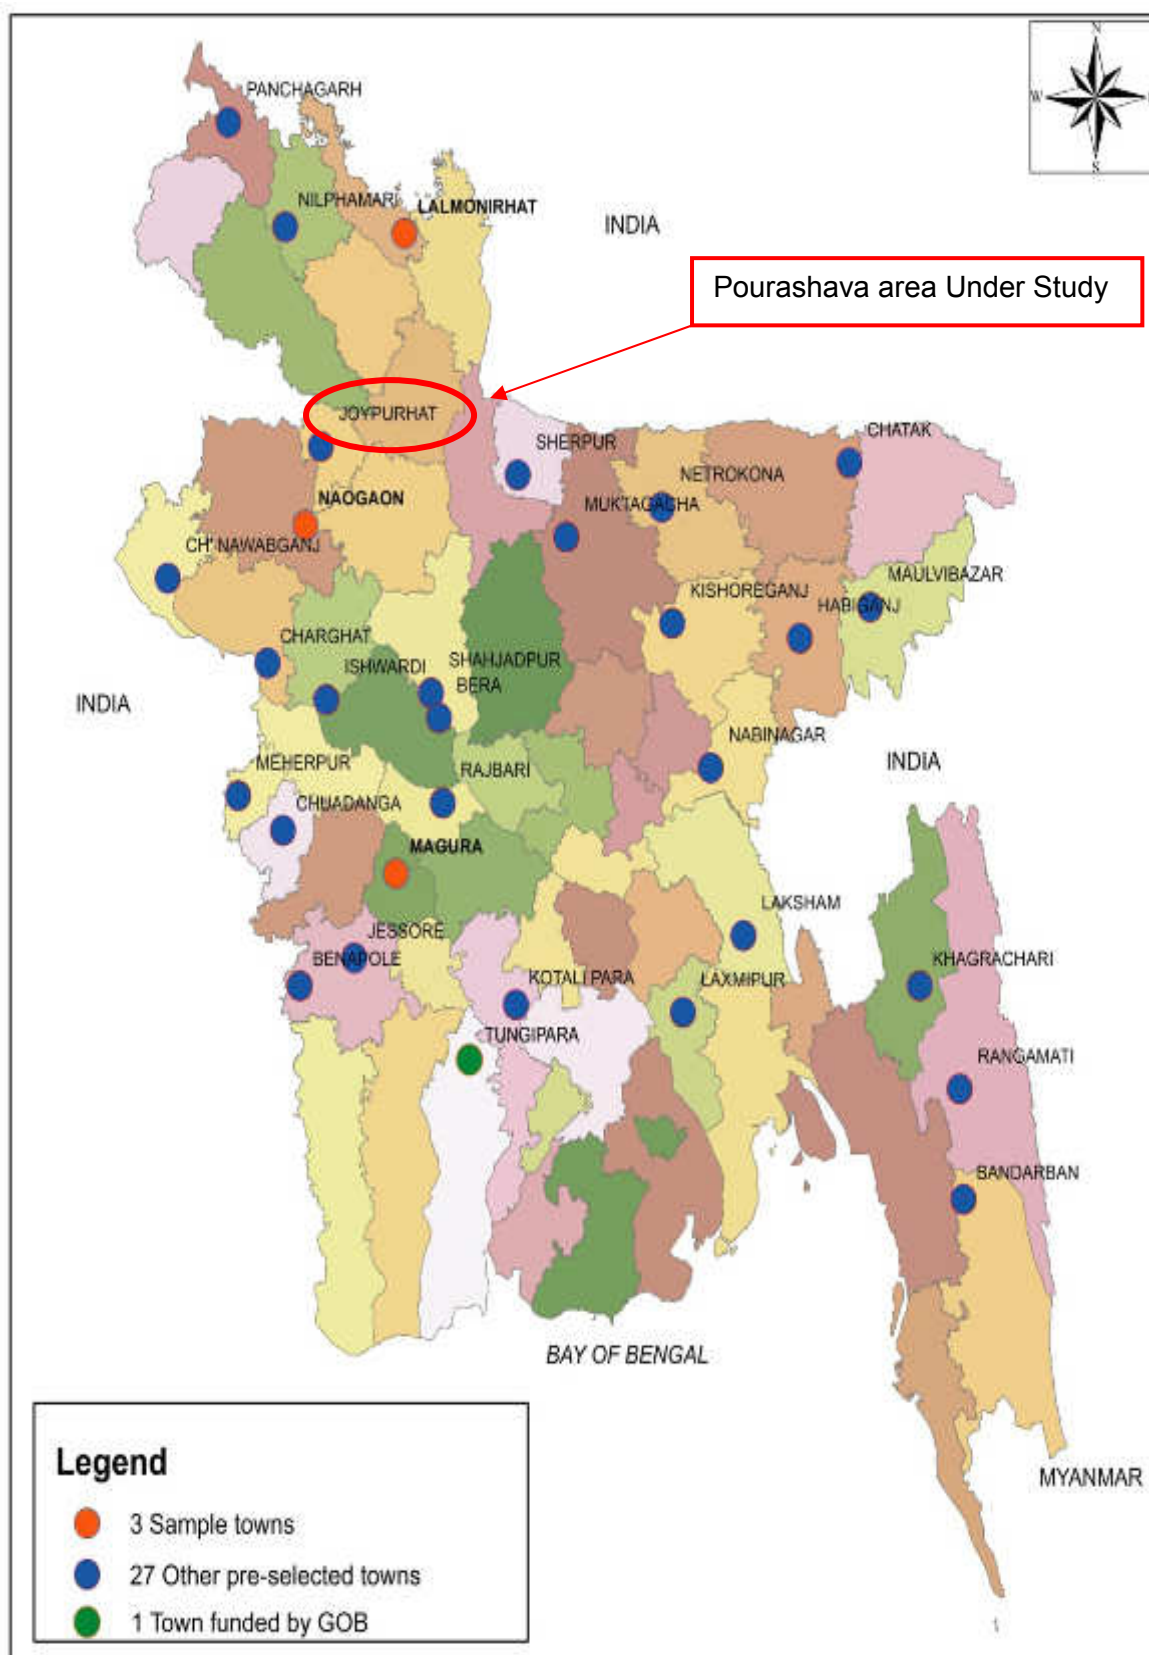 N
W
S
PANCHAGARH
NILPHAMARI
LALMONIRHAT
INDIA
Pourashava area Under Study
JOYPURHAT
SHERPUR
CHATAK
NETROKONA
NAOGAON
MUKTAGACHA
CH' NAWABGANJ
MAULVIBAZAR
KISHOREGANJ
HABIGANJ
CHARGHAT
ISHWARDI
SHAHJADPUR
BERA
INDIA
NABINAGAR
INDIA
MEHERPUR
RAJBARI
CHUADANGA
MAGURA
LAKSHAM
JESSORE
BENAPOLE
KHAGRACHARI
KOTALI PARA
LAXMIPUR
TUNGIPARA
RANGAMATI
BANDARBAN
BAY OF BENGAL
MYANMAR
Legend
3 Sample towns
27 Other pre-selected towns
1 Town funded by GOB